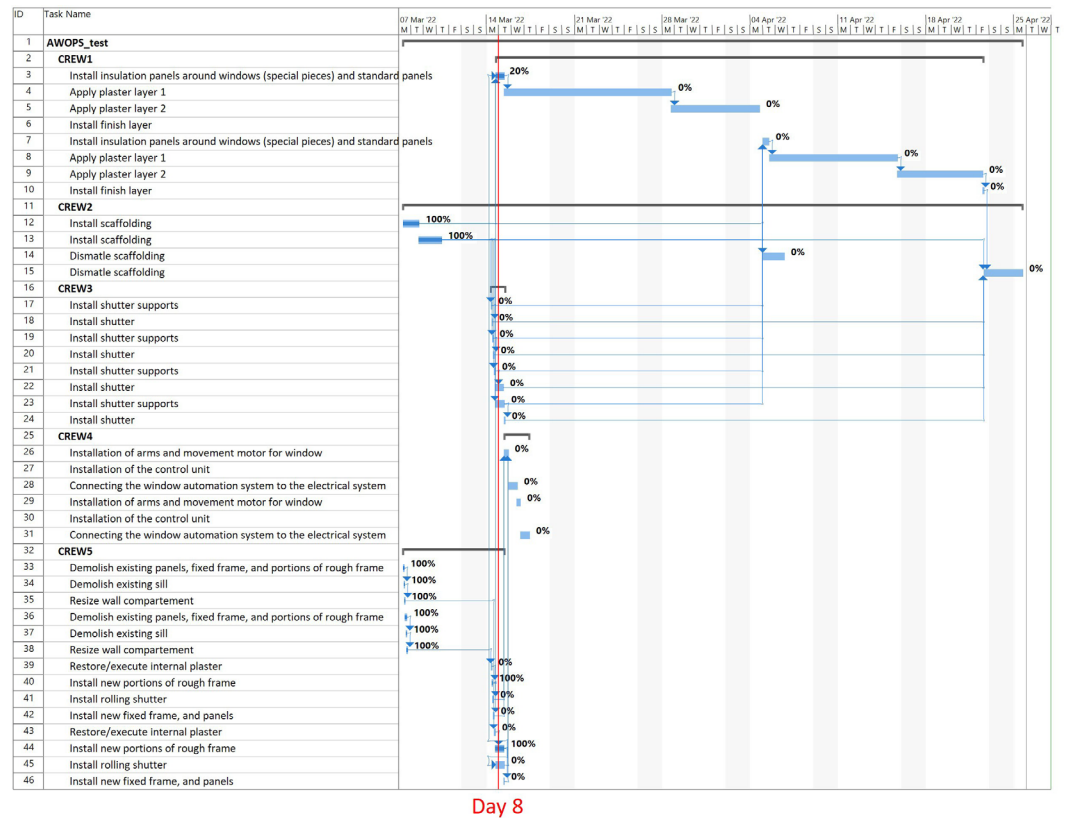 ID Task Name 07 Mar '22 14 Mar '22 21 Mar '22 28 Mar '22 04 Apr '22 11 Apr '22 18 Apr '22 25 Apr '22
M T W T F S S M T W T F S S M T W T F S S M T W T F S S M T W T F S S M T W T F S S M T W T F S S M T W T
1 AWOPS_test
2 CREW1
3 Install insulation panels around windows (special pieces) and standard panels 20%
4 Apply plaster layer 1 0%
5 Apply plaster layer 2 0%
6 Install finish layer
7 Install insulation panels around windows (special pieces) and standard panels 0%
8 Apply plaster layer 1 0%
9 Apply plaster layer 2 0%
10 Install finish layer 0%
11 CREW2
12 Install scaffolding 100%
13 Install scaffolding 100%
14 Dismatle scaffolding 0%
15 Dismatle scaffolding 0%
16 CREW3
17 Install shutter supports 0%
18 Install shutter 0%
19 Install shutter supports 0%
20 Install shutter 0%
21 Install shutter supports 0%
22 Install shutter 0%
23 Install shutter supports 0%
24 Install shutter 0%
25 CREW4
26 Installation of arms and movement motor for window 0%
27 Installation of the control unit
28 Connecting the window automation system to the electrical system 0%
29 Installation of arms and movement motor for window 0%
30 Installation of the control unit
31 Connecting the window automation system to the electrical system 0%
32 CREW5
33 Demolish existing panels, fixed frame, and portions of rough frame 100%
34 Demolish existing sill 100%
35 Resize wall compartement 100%
36 Demolish existing panels, fixed frame, and portions of rough frame 100%
37 Demolish existing sill 100%
38 Resize wall compartement 100%
39 Restore/execute internal plaster 0%
40 Install new portions of rough frame 100%
41 Install rolling shutter 0%
42 Install new fixed frame, and panels 0%
43 Restore/execute internal plaster 0%
44 Install new portions of rough frame 100%
45 Install rolling shutter 0%
46 Install new fixed frame, and panels 0%
Day 8